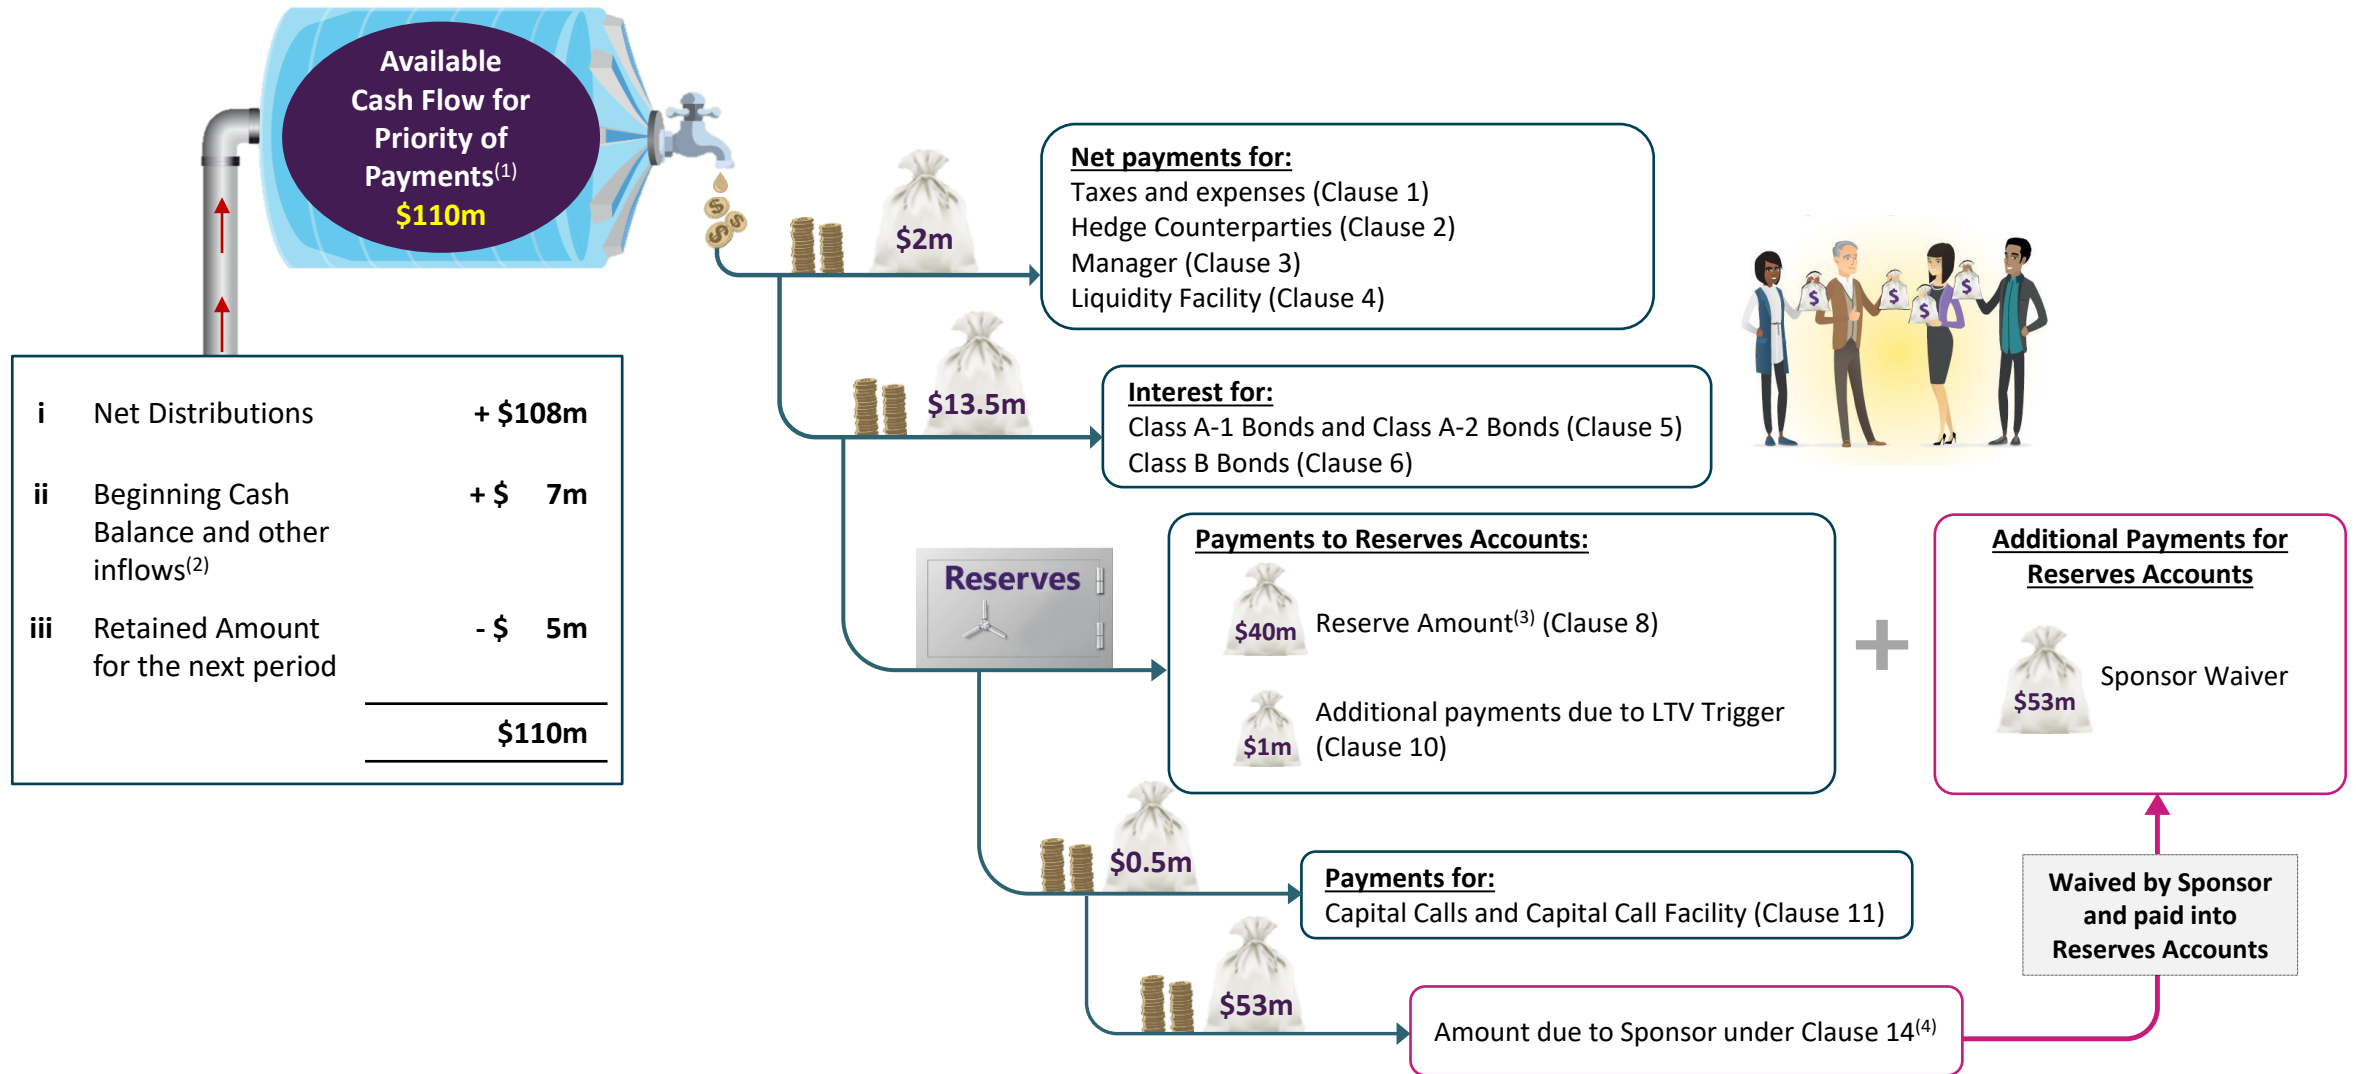 Available
Cash Flow for
Priority of
Payments(1)
$110m
i Net Distributions + $108m
ii Beginning Cash + $ 7m
Balance and other
inflows(2)
iii Retained Amount - $ 5m
for the next period
$110m
$2m
Net payments for:
Taxes and expenses (Clause 1)
Hedge Counterparties (Clause 2)
Manager (Clause 3)
Liquidity Facility (Clause 4)
$13.5m
Interest for:
Class A-1 Bonds and Class A-2 Bonds (Clause 5)
Class B Bonds (Clause 6)
Reserves
Payments to Reserves Accounts:
$40m Reserve Amount(3) (Clause 8)
$1m Additional payments due to LTV Trigger
(Clause 10)
+
Additional Payments for
Reserves Accounts
$53m Sponsor Waiver
$0.5m
Payments for:
Capital Calls and Capital Call Facility (Clause 11)
Waived by Sponsor
and paid into
Reserves Accounts
$53m
Amount due to Sponsor under Clause 14(4)
$ $ $ $
$ $ $